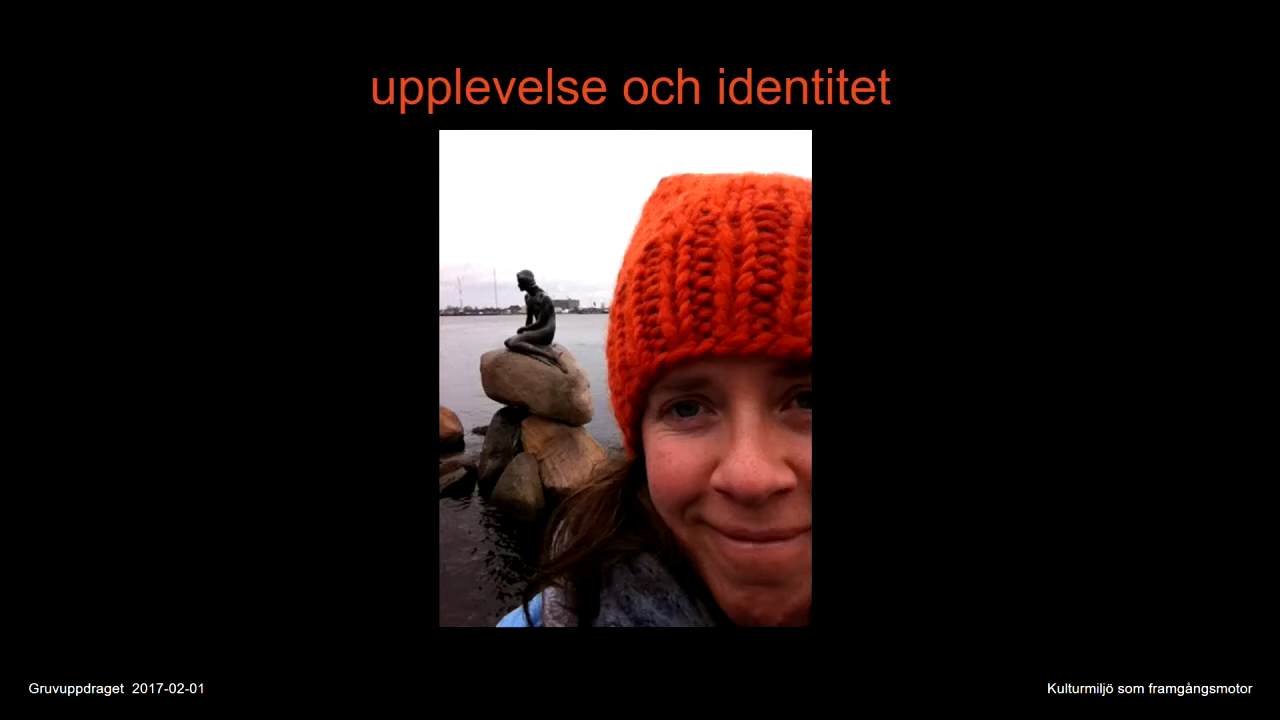 upplevelse och identitet
Gruvuppdraget 2017-02-01
Kulturmiljö som framgångsmotor